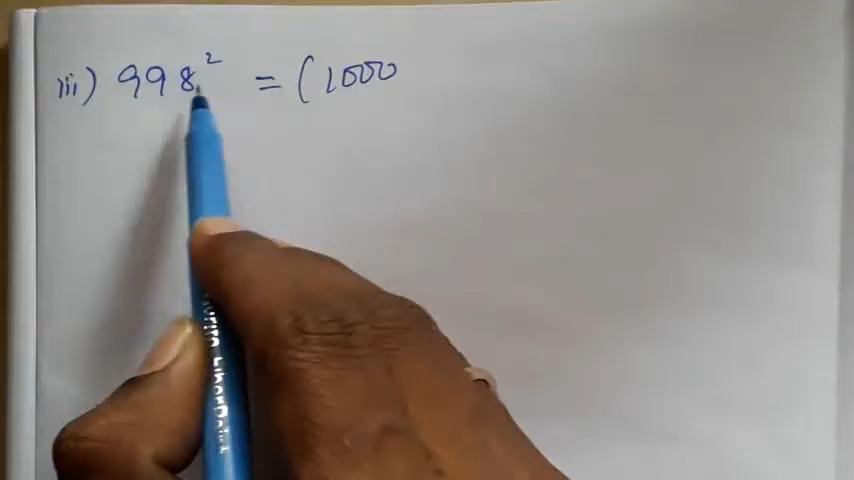 iii) 998² = (1000